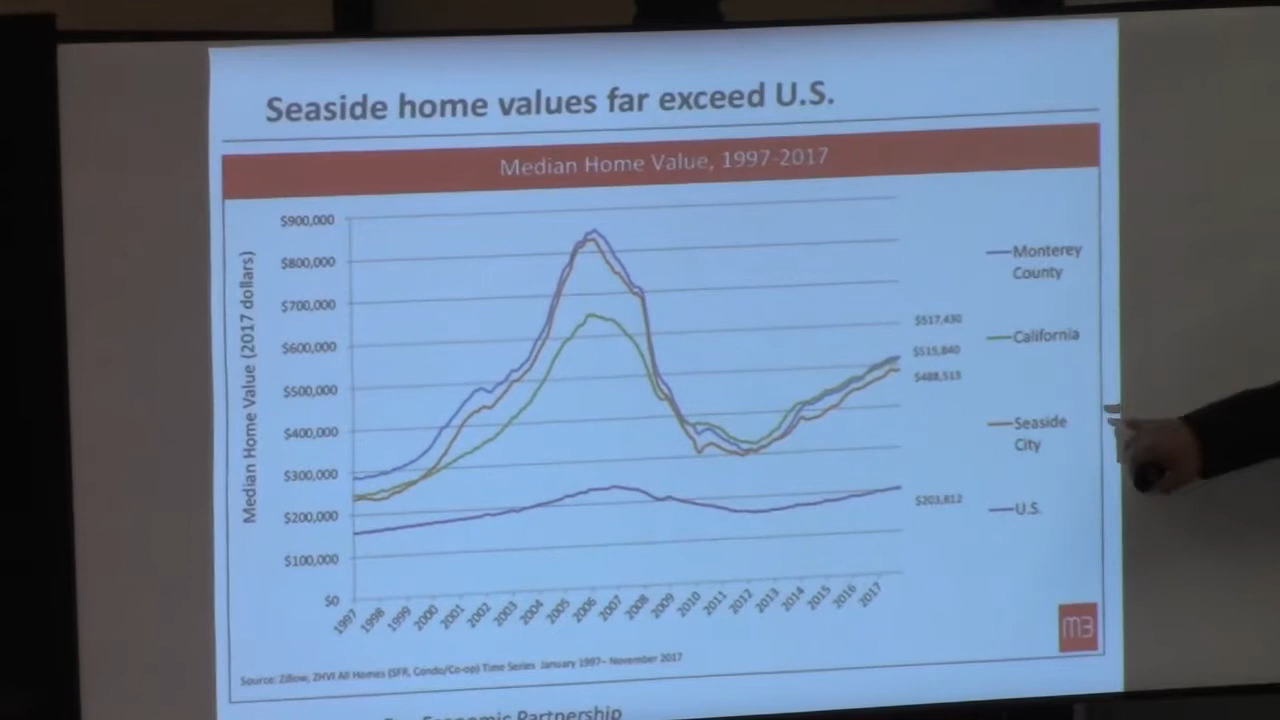 Seaside home values far exceed U.S.
Median Home Value, 1997-2017
Median Home Value (2017 dollars)
$900,000
$800,000
$700,000
$600,000
$500,000
$400,000
$300,000
$200,000
$100,000
$0
1997
1998
1999
2000
2001
2002
2003
2004
2005
2006
2007
2008
2009
2010
2011
2012
2013
2014
2015
2016
2017
$517,430
$515,840
$488,513
$203,812
Monterey
County
California
Seaside
City
U.S.
m3
Source: Zillow, ZHVI All Homes (SFR, Condo/Co-op) Time Series January 1997– November 2017
Economic Partnership